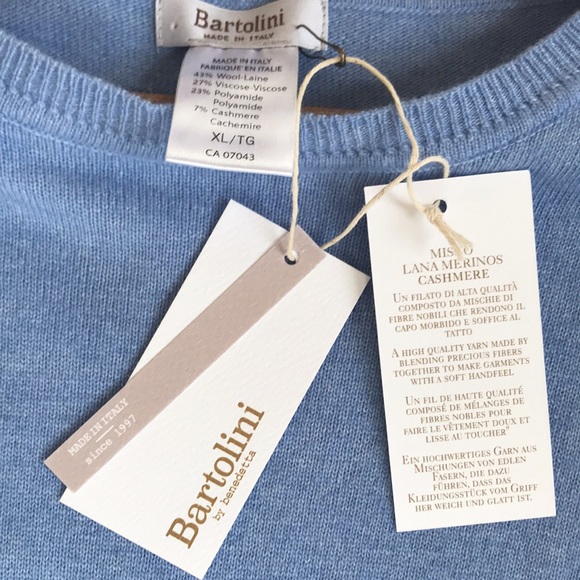 Bartolini
MADE IN ITALY
MADE IN ITALY
FABRIQUÉ EN ITALIE
43% Wool-Laine
27% Viscose-Viscose
23% Polyamide
Polyamide
7% Cashmere
Cachemire
XL/TG
CA 07043
MADE IN ITALY
since 1997
Bartolini
by benedetta
LANA MERINOS
CASHMERE
UN FILATO DI ALTA QUALITÀ
COMPOSTO DA MISCHIE DI
FIBRE NOBILI CHE RENDONO IL
CAPO MORBIDO E SOFFICE AL
TATTO
A HIGH QUALITY YARN MADE BY
BLENDING PRECIOUS FIBERS
TOGETHER TO MAKE GARMENTS
WITH A SOFT HANDFEEL
UN FIL DE HAUTE QUALITÉ
COMPOSÉ DE MÉLANGES DE
FIBRES NOBLES POUR
FAIRE LE VÊTEMENT DOUX ET
LISSE AU TOUCHER"
EIN HOCHWERTIGES GARN AUS
MISCHUNGEN VON EDLEN
FASERN, DIE DAZU
FÜHREN, DASS DAS
KLEIDUNGSSTÜCK VOM GRIFF
HER WEICH UND GLATT IST.